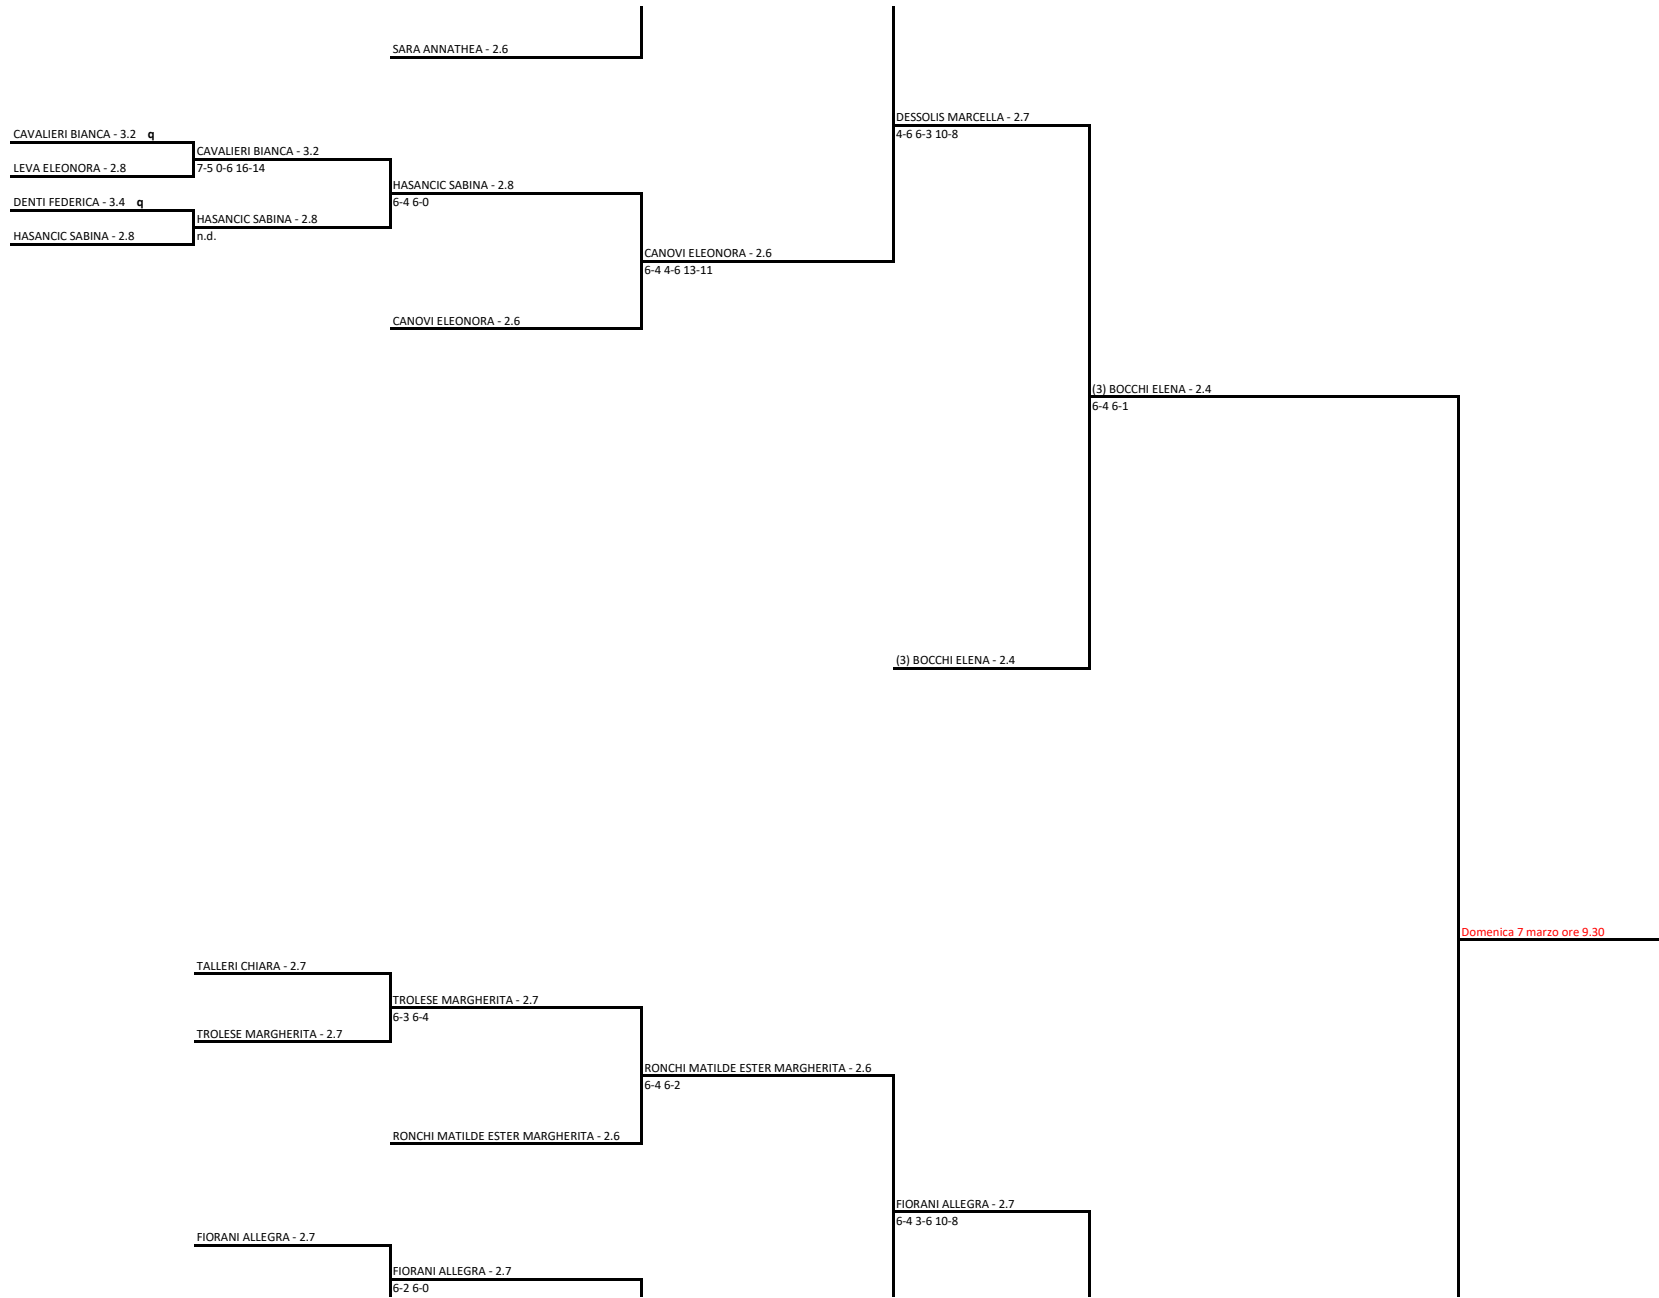 SARA ANNATHEA - 2.6
DESSOLIS MARCELLA - 2.7
4-6 6-3 10-8
CAVALIERI BIANCA - 3.2 q
CAVALIERI BIANCA - 3.2
7-5 0-6 16-14
LEVA ELEONORA - 2.8
HASANCIC SABINA - 2.8
6-4 6-0
DENTI FEDERICA - 3.4 q
HASANCIC SABINA - 2.8
n.d.
HASANCIC SABINA - 2.8
CANOVI ELEONORA - 2.6
6-4 4-6 13-11
CANOVI ELEONORA - 2.6
(3) BOCCHI ELENA - 2.4
6-4 6-1
(3) BOCCHI ELENA - 2.4
Domenica 7 marzo ore 9.30
TALLERI CHIARA - 2.7
TROLESE MARGHERITA - 2.7
6-3 6-4
TROLESE MARGHERITA - 2.7
RONCHI MATILDE ESTER MARGHERITA - 2.6
6-4 6-2
RONCHI MATILDE ESTER MARGHERITA - 2.6
FIORANI ALLEGRA - 2.7
6-4 3-6 10-8
FIORANI ALLEGRA - 2.7
FIORANI ALLEGRA - 2.7
6-2 6-0